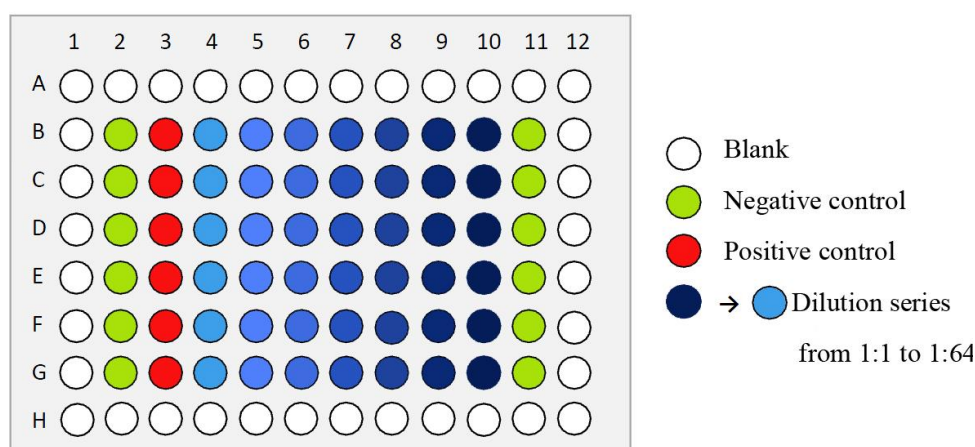 1 2 3 4 5 6 7 8 9 10 11 12
A
B
C
D
E
F
G
H
Blank
Negative control
Positive control
→ Dilution series
from 1:1 to 1:64